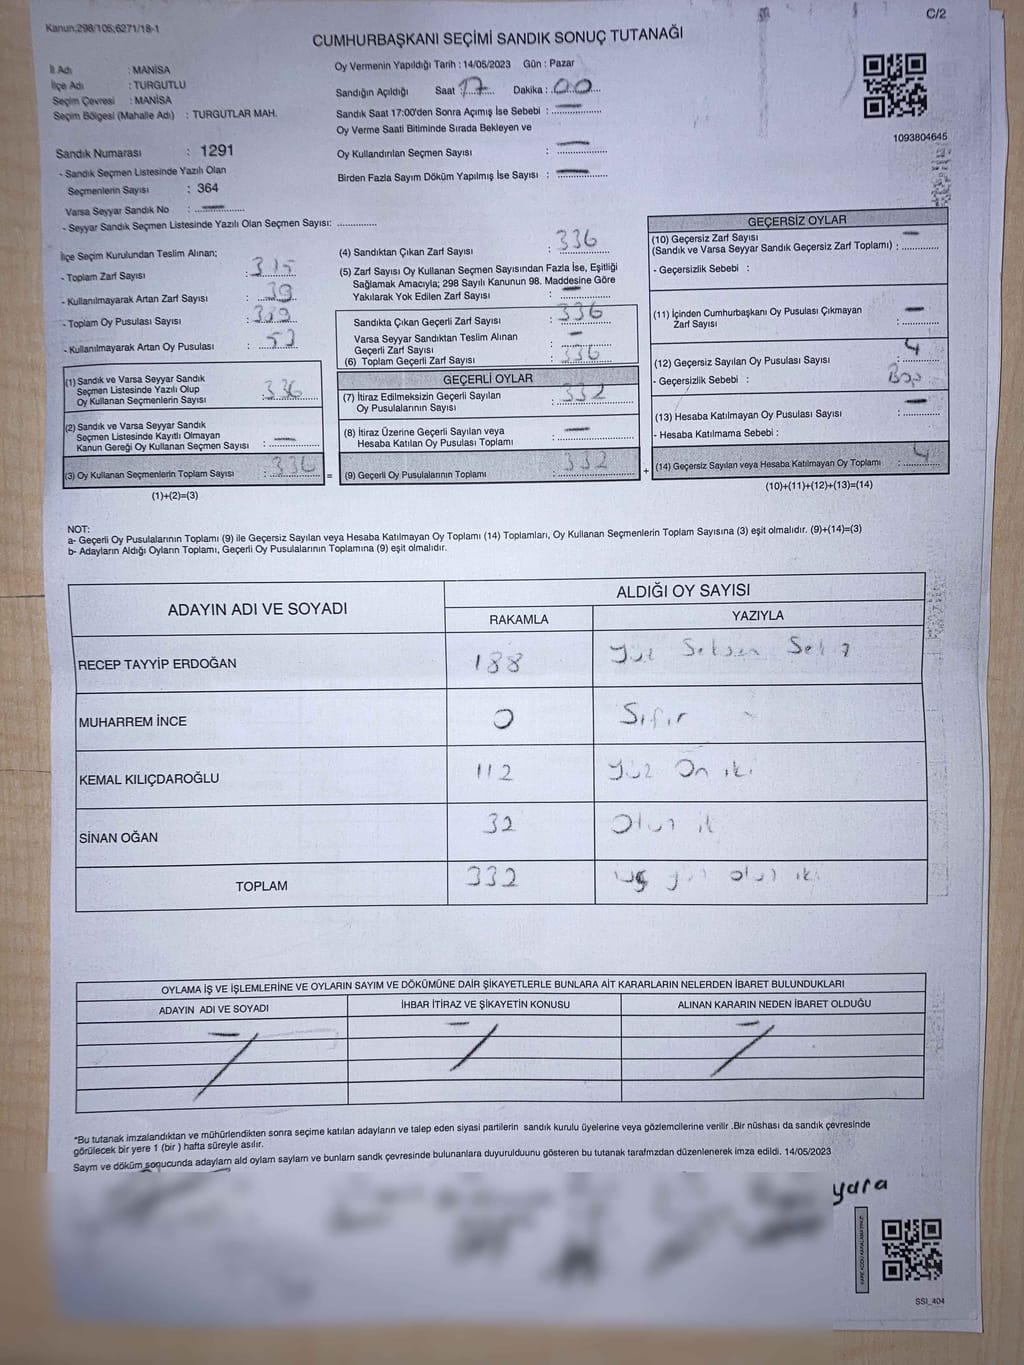 Kanun:298/105;6271/18-1
C/2
CUMHURBAŞKANI SEÇİMİ SANDIK SONUÇ TUTANAĞI
İl Adı : MANİSA
İlçe Adı : TURGUTLU
Seçim Çevresi : MANİSA
Seçim Bölgesi (Mahalle Adı) : TURGUTLAR MAH.
Sandık Numarası : 1291
- Sandık Seçmen Listesinde Yazılı Olan
Seçmenlerin Sayısı : 364
Varsa Seyyar Sandık No :
- Seyyar Sandık Seçmen Listesinde Yazılı Olan Seçmen Sayısı:
Oy Vermenin Yapıldığı Tarih : 14/05/2023 Gün : Pazar
Sandığın Açıldığı Saat 17 Dakika : 00
Sandık Saat 17:00'den Sonra Açımış İse Sebebi : —
Oy Verme Saati Bitiminde Sırada Bekleyen ve
Oy Kullandırılan Seçmen Sayısı : —
Birden Fazla Sayım Döküm Yapılmış İse Sayısı : —
1093804645
İlçe Seçim Kurulundan Teslim Alınan;
- Toplam Zarf Sayısı :
- Kullanılmayarak Artan Zarf Sayısı : 39
- Toplam Oy Pusulası Sayısı :
- Kullanılmayarak Artan Oy Pusulası : 53
(1) Sandık ve Varsa Seyyar Sandık
Seçmen Listesinde Yazılı Olup
Oy Kullanan Seçmenlerin Sayısı : 336
(2) Sandık ve Varsa Seyyar Sandık
Seçmen Listesinde Kayıtlı Olmayan
Kanun Gereği Oy Kullanan Seçmen Sayısı : —
(3) Oy Kullanan Seçmenlerin Toplam Sayısı : 336
(1)+(2)=(3)
(4) Sandıktan Çıkan Zarf Sayısı : 336
(5) Zarf Sayısı Oy Kullanan Seçmen Sayısından Fazla İse, Eşitliği
Sağlamak Amacıyla; 298 Sayılı Kanunun 98. Maddesine Göre
Yakılarak Yok Edilen Zarf Sayısı : —
Sandıkta Çıkan Geçerli Zarf Sayısı : 336
Varsa Seyyar Sandıktan Teslim Alınan
Geçerli Zarf Sayısı : —
(6) Toplam Geçerli Zarf Sayısı : 336
GEÇERLİ OYLAR
(7) İtiraz Edilmeksizin Geçerli Sayılan
Oy Pusulalarının Sayısı : 332
(8) İtiraz Üzerine Geçerli Sayılan veya
Hesaba Katılan Oy Pusulası Toplamı : —
= (9) Geçerli Oy Pusulalarının Toplamı : 332 +
GEÇERSİZ OYLAR
(10) Geçersiz Zarf Sayısı —
(Sandık ve Varsa Seyyar Sandık Geçersiz Zarf Toplamı) :
- Geçersizlik Sebebi :
(11) İçinden Cumhurbaşkanı Oy Pusulası Çıkmayan
Zarf Sayısı : —
(12) Geçersiz Sayılan Oy Pusulası Sayısı : 4
- Geçersizlik Sebebi :
(13) Hesaba Katılmayan Oy Pusulası Sayısı : —
- Hesaba Katılmama Sebebi :
(14) Geçersiz Sayılan veya Hesaba Katılmayan Oy Toplamı : 4
(10)+(11)+(12)+(13)=(14)
NOT:
a- Geçerli Oy Pusulalarının Toplamı (9) ile Geçersiz Sayılan veya Hesaba Katılmayan Oy Toplamı (14) Toplamları, Oy Kullanan Seçmenlerin Toplam Sayısına (3) eşit olmalıdır. (9)+(14)=(3)
b- Adayların Aldığı Oyların Toplamı, Geçerli Oy Pusulalarının Toplamına (9) eşit olmalıdır.
ADAYIN ADI VE SOYADI
ALDIĞI OY SAYISI
RAKAMLA YAZIYLA
RECEP TAYYİP ERDOĞAN 188 Yüz Seksen
MUHARREM İNCE 0 Sıfır
KEMAL KILIÇDAROĞLU 112 Yüz On iki
SİNAN OĞAN 32
TOPLAM 332 iki
OYLAMA İŞ VE İŞLEMLERİNE VE OYLARIN SAYIM VE DÖKÜMÜNE DAİR ŞİKAYETLERLE BUNLARA AİT KARARLARIN NELERDEN İBARET BULUNDUKLARI
ADAYIN ADI VE SOYADI İHBAR İTİRAZ VE ŞİKAYETİN KONUSU ALINAN KARARIN NEDEN İBARET OLDUĞU
*Bu tutanak imzalandıktan ve mühürlendikten sonra seçime katılan adayların ve talep eden siyasi partilerin sandık kurulu üyelerine veya gözlemcilerine verilir .Bir nüshası da sandık çevresinde
görülecek bir yere 1 (bir ) hafta süreyle asılır.
Saym ve döküm sonucunda adaylam ald oylam saylam ve bunlarn sandk çevresinde bulunanlara duyurulduunu gösteren bu tutanak tarafmzdan düzenlenerek imza edildi. 14/05/2023
yara
SSI_404